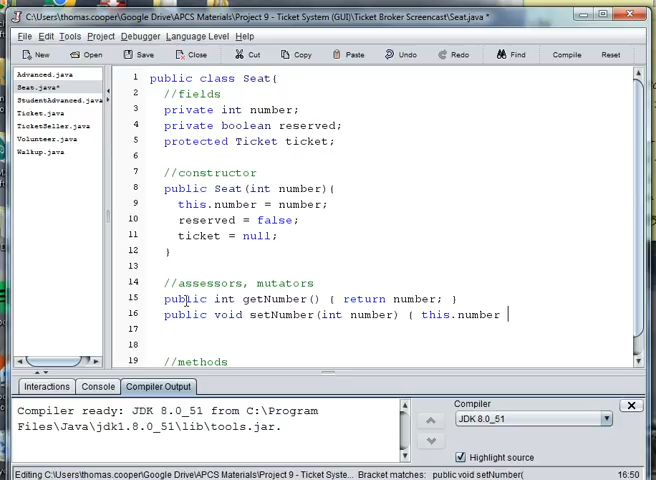 C:\Users\thomas.cooper\Google Drive\APCS Materials\Project 9 - Ticket System (GUI)\Ticket Broker Screencast\Seat.java *
File Edit Tools Project Debugger Language Level Help
New Open Save Close Cut Copy Paste Undo Redo Find Compile Reset
Advanced.java
Seat.java*
StudentAdvanced.java
Ticket.java
TicketSeller.java
Volunteer.java
Walkup.java
1 public class Seat{
2 //fields
3 private int number;
4 private boolean reserved;
5 protected Ticket ticket;
6
7 //constructor
8 public Seat(int number){
9 this.number = number;
10 reserved = false;
11 ticket = null;
12 }
13
14 //assessors, mutators
15 public int getNumber() { return number; }
16 public void setNumber(int number) { this.number
17
18
19 //methods
Interactions Console Compiler Output
Compiler ready: JDK 8.0_51 from C:\Program
Files\Java\jdk1.8.0_51\lib\tools.jar.
Compiler
JDK 8.0_51
Highlight source
Editing C:\Users\thomas.cooper\Google Drive\APCS Materials\Project 9 - Ticket Syste... Bracket matches: public void setNumber( 16:50